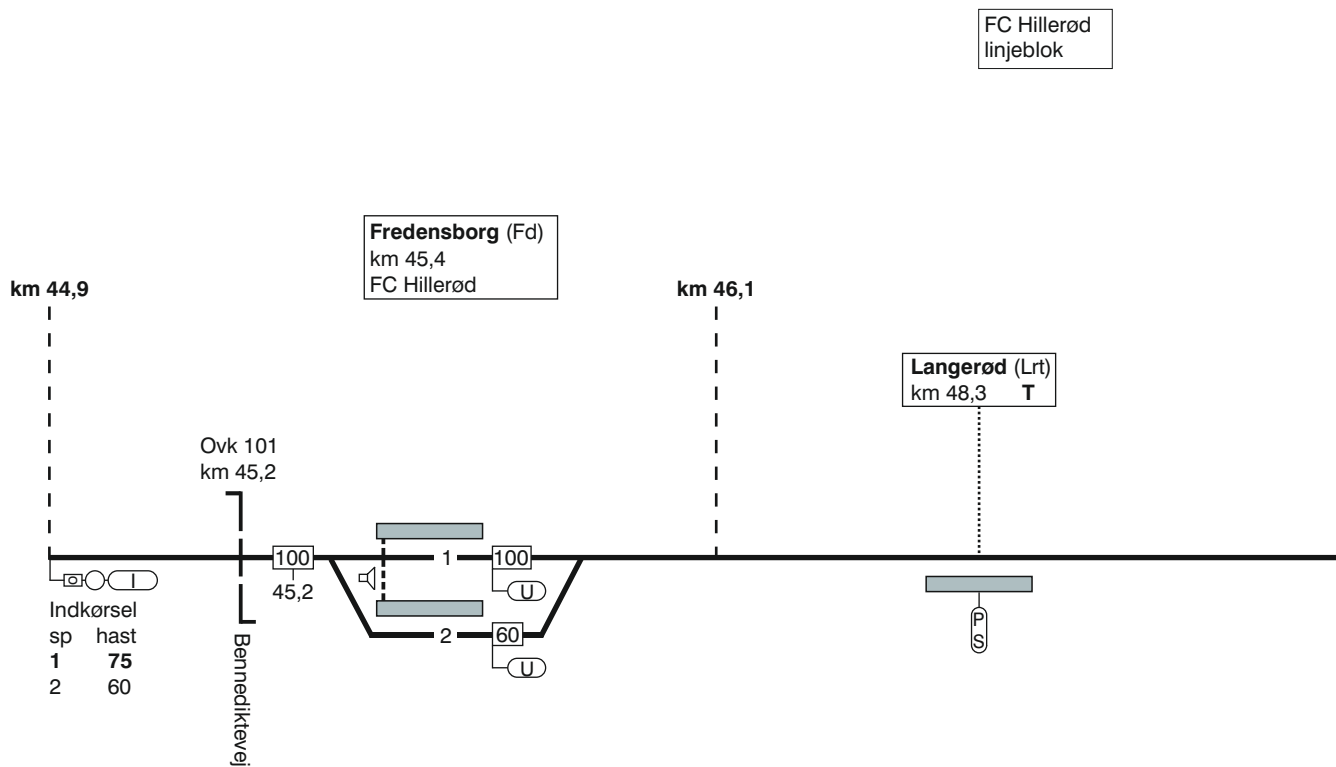 FC Hillerød
linjeblok
Fredensborg (Fd)
km 45,4
FC Hillerød
km 44,9
km 46,1
Langerød (Lrt)
km 48,3 T
Ovk 101
km 45,2
100
1
100
45,2
I
U
Indkørsel
sp hast
1 75
2 60
2
60
U
P
S
Bennediktevej